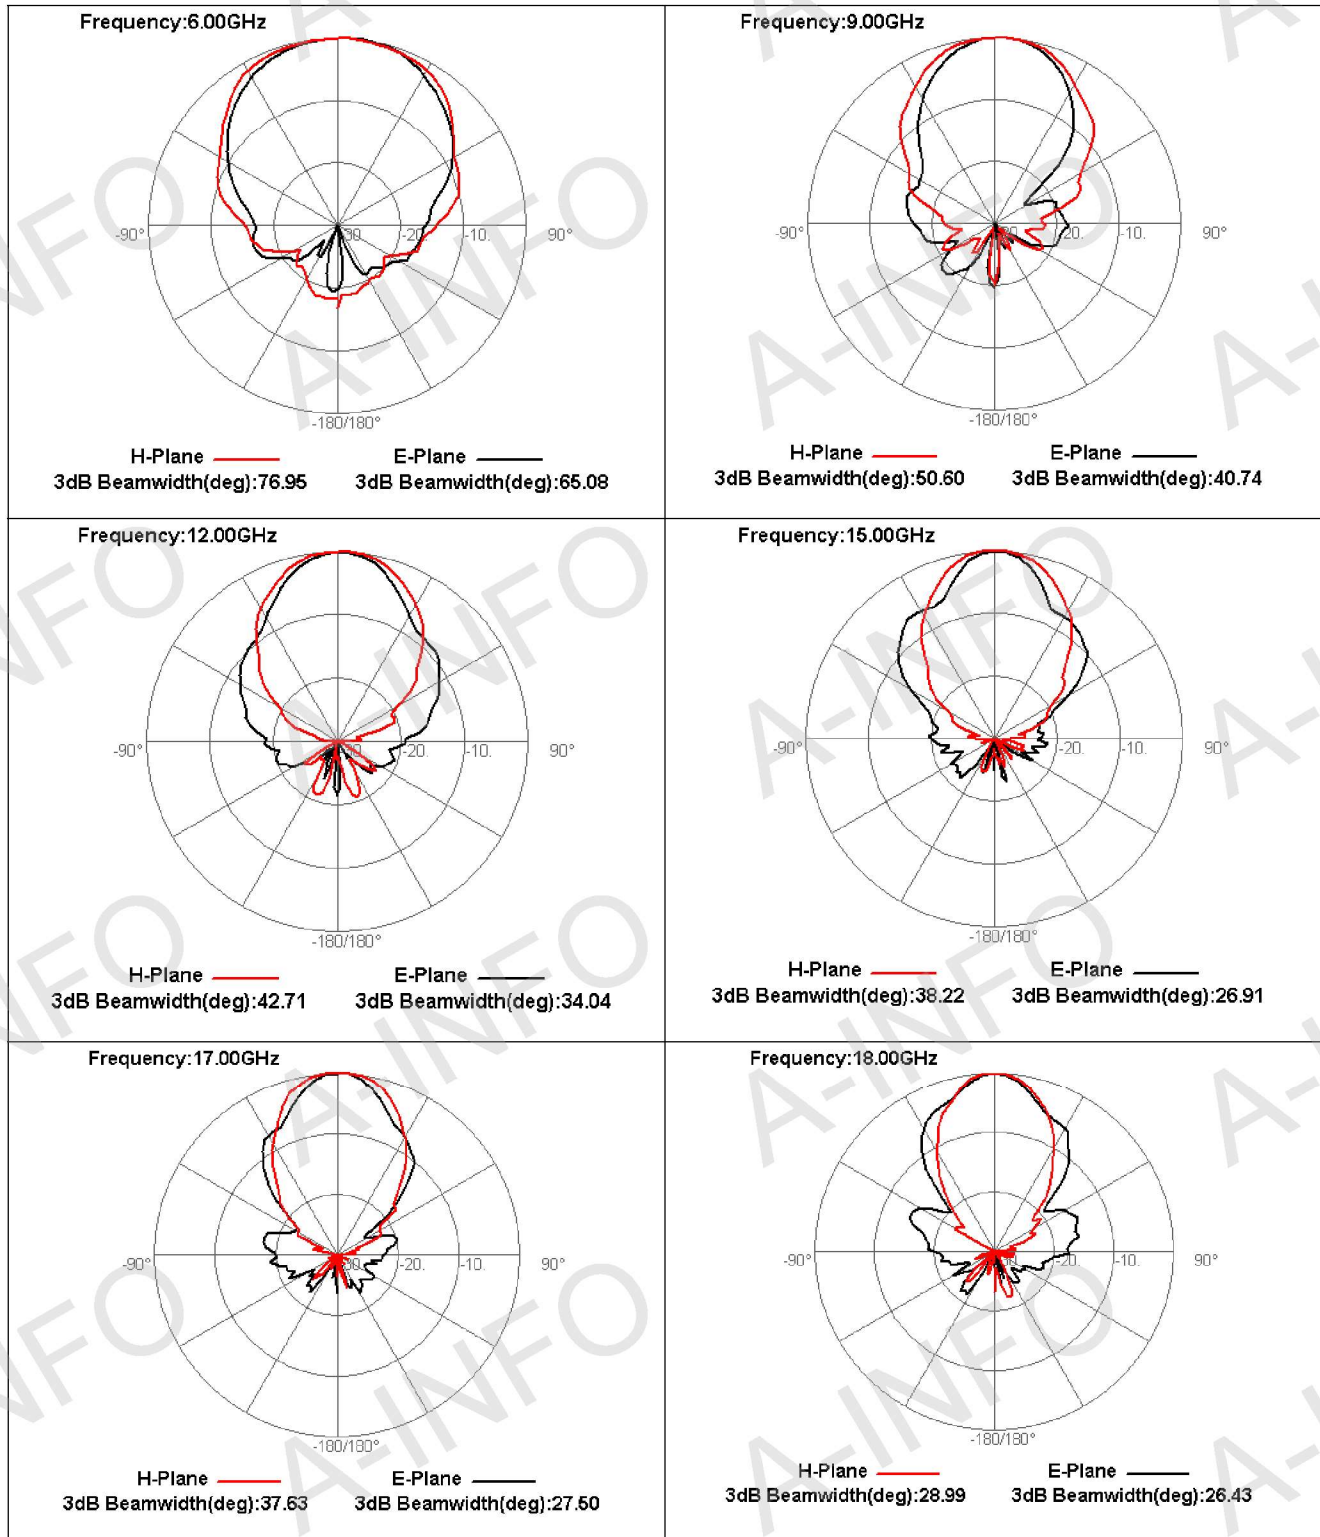 Frequency:6.00GHz
-90°
-30
-20.
-10.
90°
-180/180°
H-Plane
E-Plane
3dB Beamwidth(deg):76.95
3dB Beamwidth(deg):65.08
Frequency:9.00GHz
-90°
-20.
-10.
90°
-180/180°
H-Plane
E-Plane
3dB Beamwidth(deg):50.60
3dB Beamwidth(deg):40.74
Frequency:12.00GHz
-90°
-20.
-10.
90°
-180/180°
H-Plane
E-Plane
3dB Beamwidth(deg):42.71
3dB Beamwidth(deg):34.04
Frequency:15.00GHz
-90°
-20.
-10.
90°
-180/180°
H-Plane
E-Plane
3dB Beamwidth(deg):38.22
3dB Beamwidth(deg):26.91
Frequency:17.00GHz
-90°
-20.
-10.
90°
-180/180°
H-Plane
E-Plane
3dB Beamwidth(deg):37.63
3dB Beamwidth(deg):27.50
Frequency:18.00GHz
-90°
-20.
-10.
90°
-180/180°
H-Plane
E-Plane
3dB Beamwidth(deg):28.99
3dB Beamwidth(deg):26.43
A-INFO